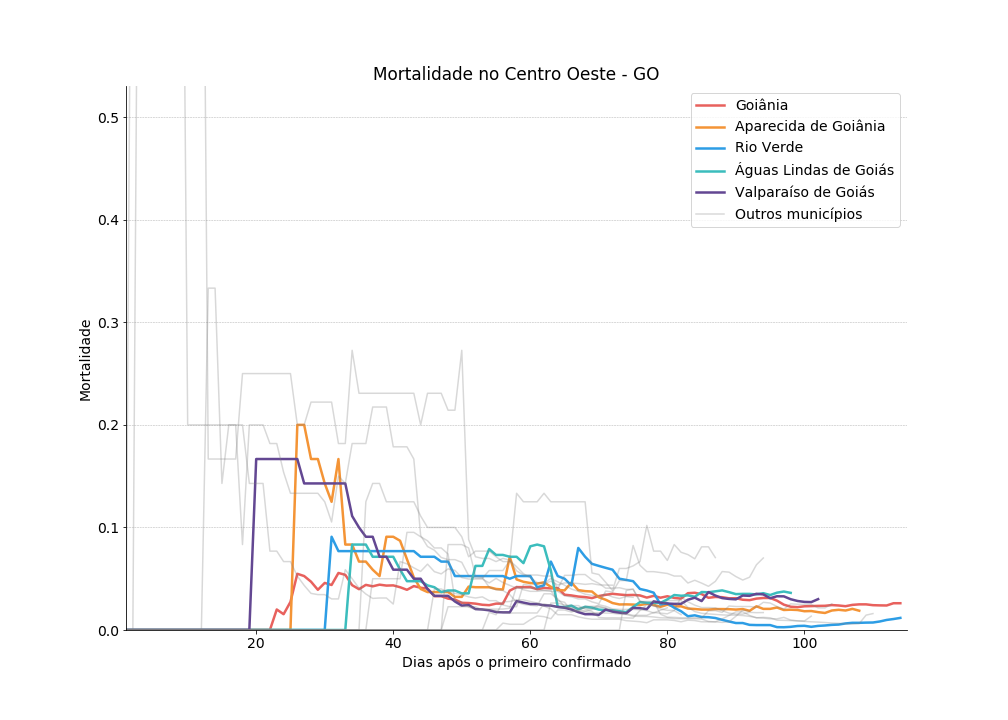 Mortalidade no Centro Oeste - GO
Goiânia
Aparecida de Goiânia
Rio Verde
Águas Lindas de Goiás
Valparaíso de Goiás
Outros municípios
Mortalidade
0.5
0.4
0.3
0.2
0.1
0.0
20
40
60
80
100
Dias após o primeiro confirmado